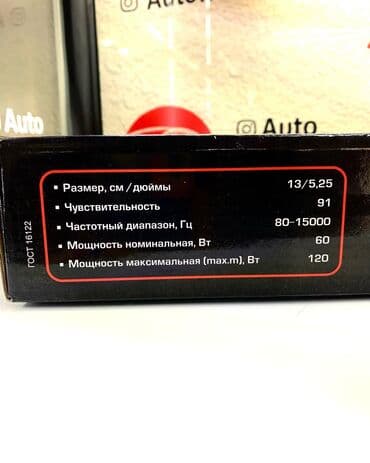 Auto
Auto
Auto
▪ Размер, см/дюймы 13/5,25
▪ Чувствительность 91
▪ Частотный диапазон, Гц 80-15000
▪ Мощность номинальная, Вт 60
▪ Мощность максимальная (max.m), Вт 120
ГОСТ 16122